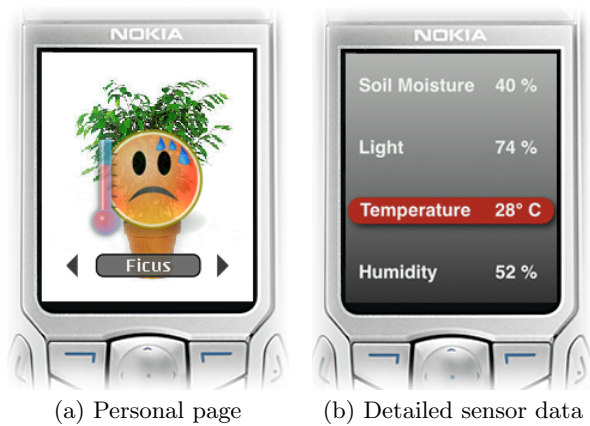 NOKIA
Ficus
(a) Personal page
NOKIA
Soil Moisture 40 %
Light 74 %
Temperature 28° C
Humidity 52 %
(b) Detailed sensor data